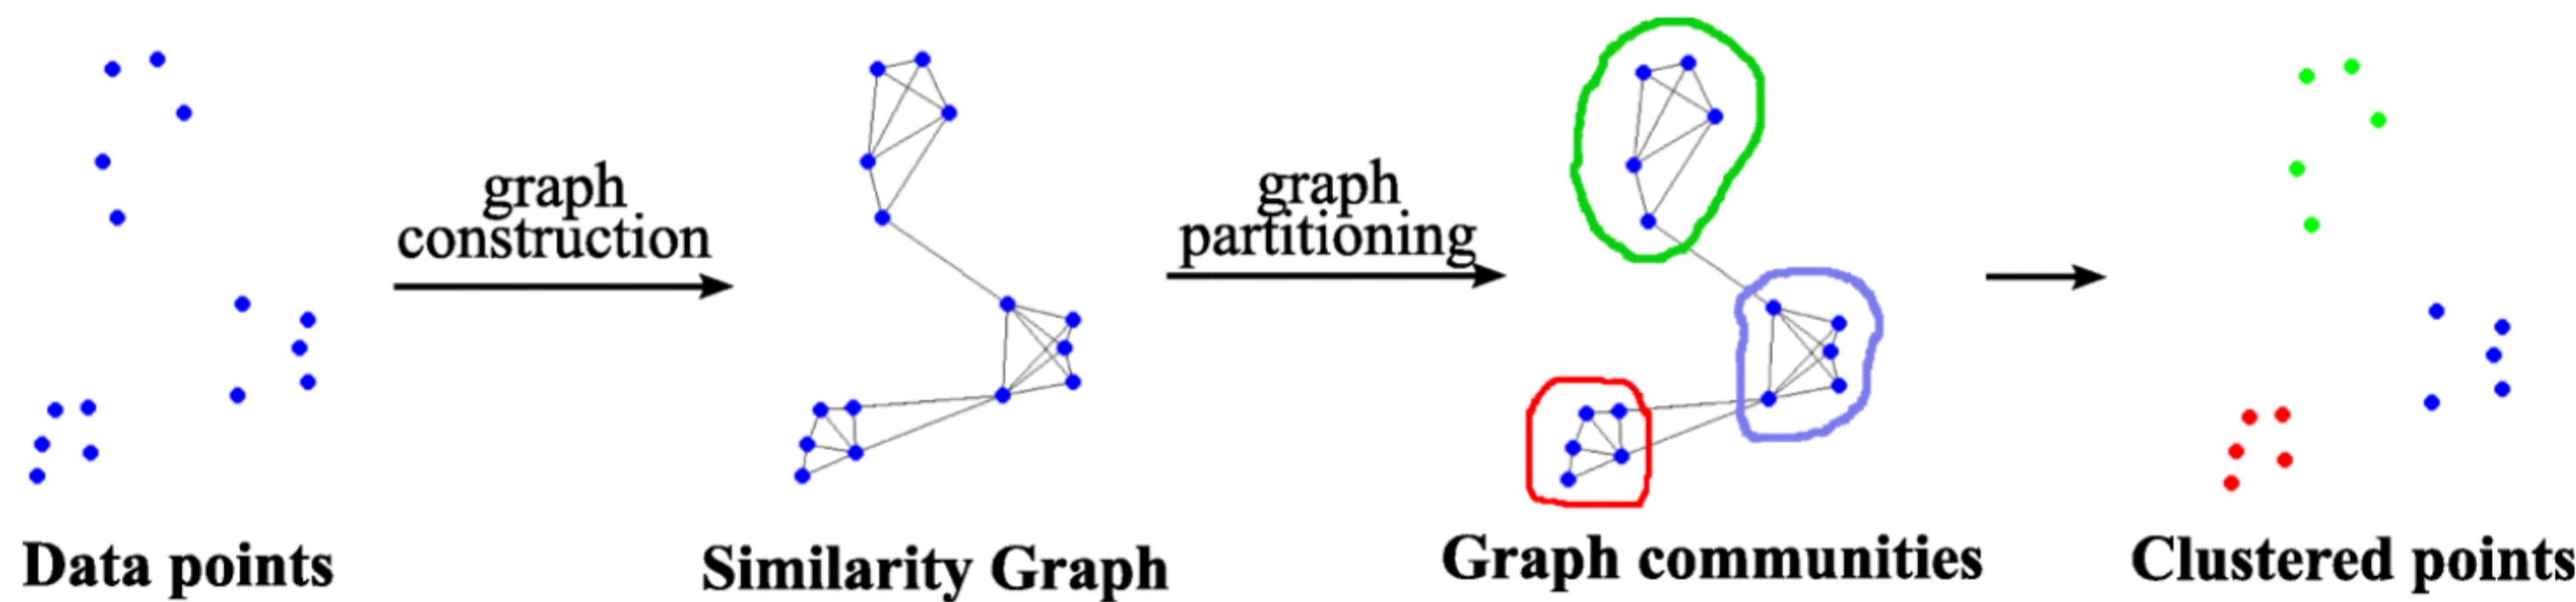 graph
construction
graph
partitioning
Data points
Similarity Graph
Graph communities
Clustered points